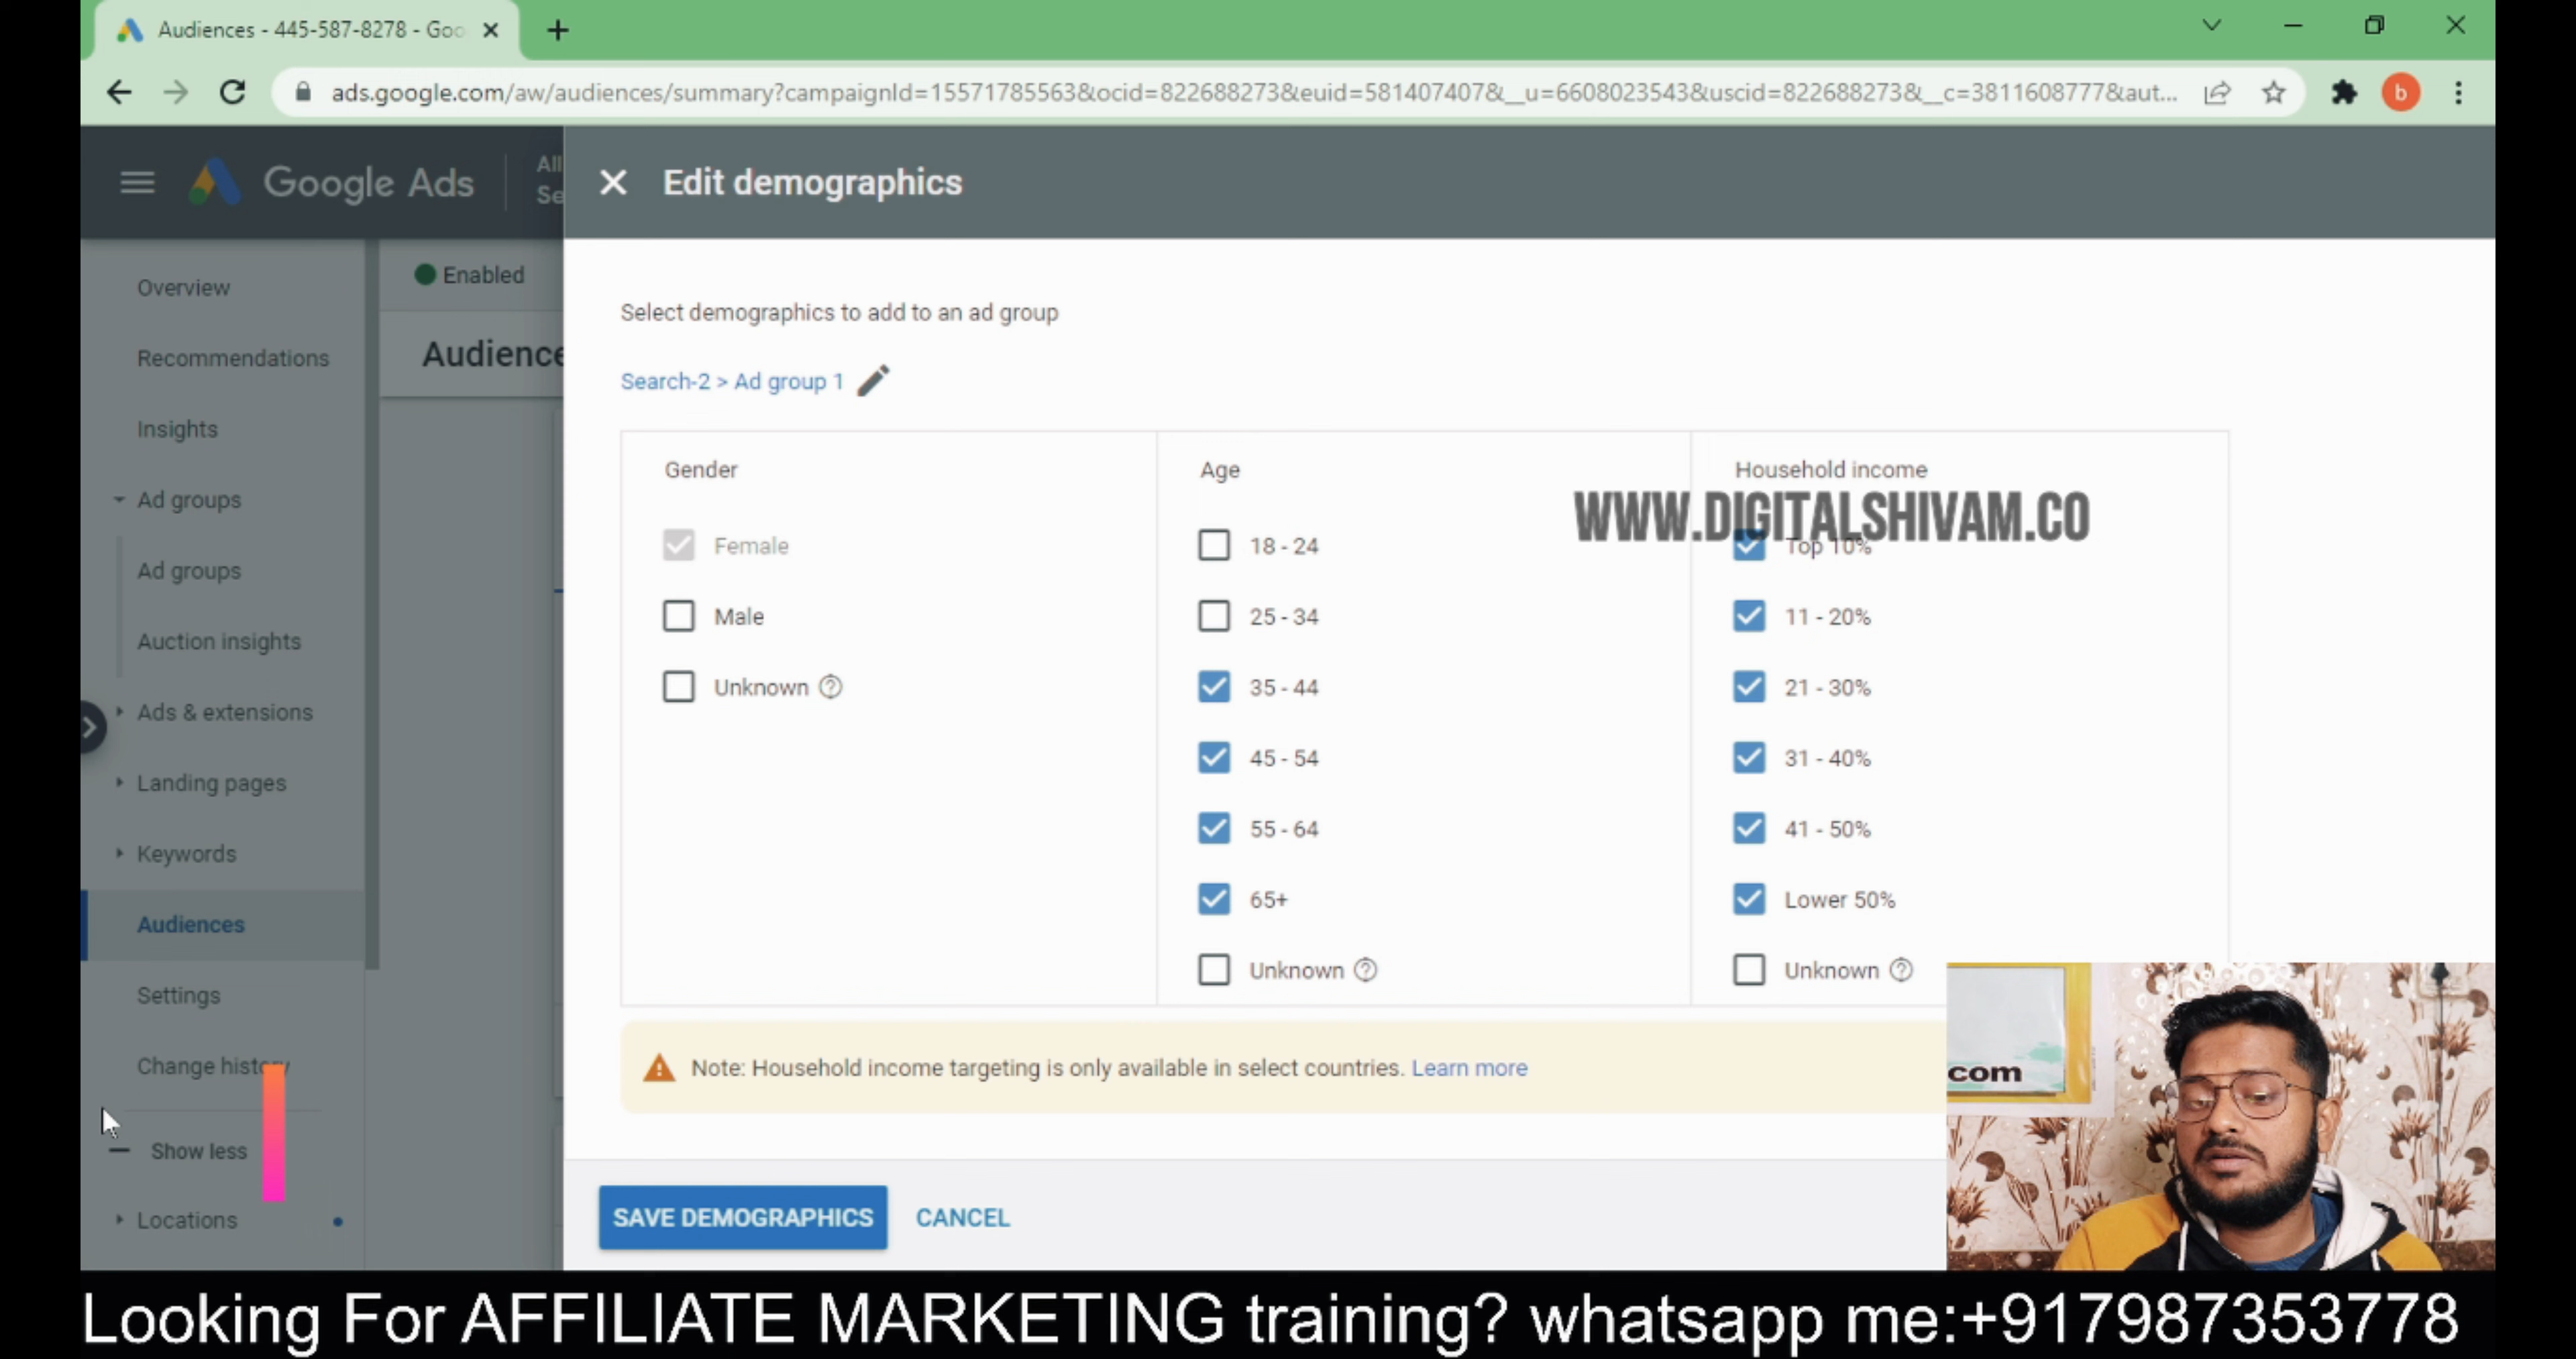 Audiences - 445-587-8278 - Goo
ads.google.com/aw/audiences/summary?campaignId=15571785563&ocid=822688273&euid=581407407&__u=6608023543&uscid=822688273&__c=3811608777&aut...
b
Google Ads
All
Se
Edit demographics
Overview
Recommendations
Insights
Ad groups
Ad groups
Auction insights
Ads & extensions
Landing pages
Keywords
Audiences
Settings
Change history
Show less
Locations
Enabled
Audience
Select demographics to add to an ad group
Search-2 > Ad group 1
Gender
Female
Male
Unknown
Age
18 - 24
25 - 34
35 - 44
45 - 54
55 - 64
65+
Unknown
Household income
WWW.DIGITALSHIVAM.CO
Top 10%
11 - 20%
21 - 30%
31 - 40%
41 - 50%
Lower 50%
Unknown
Note: Household income targeting is only available in select countries. Learn more
SAVE DEMOGRAPHICS
CANCEL
com
Looking For AFFILIATE MARKETING training? whatsapp me:+917987353778